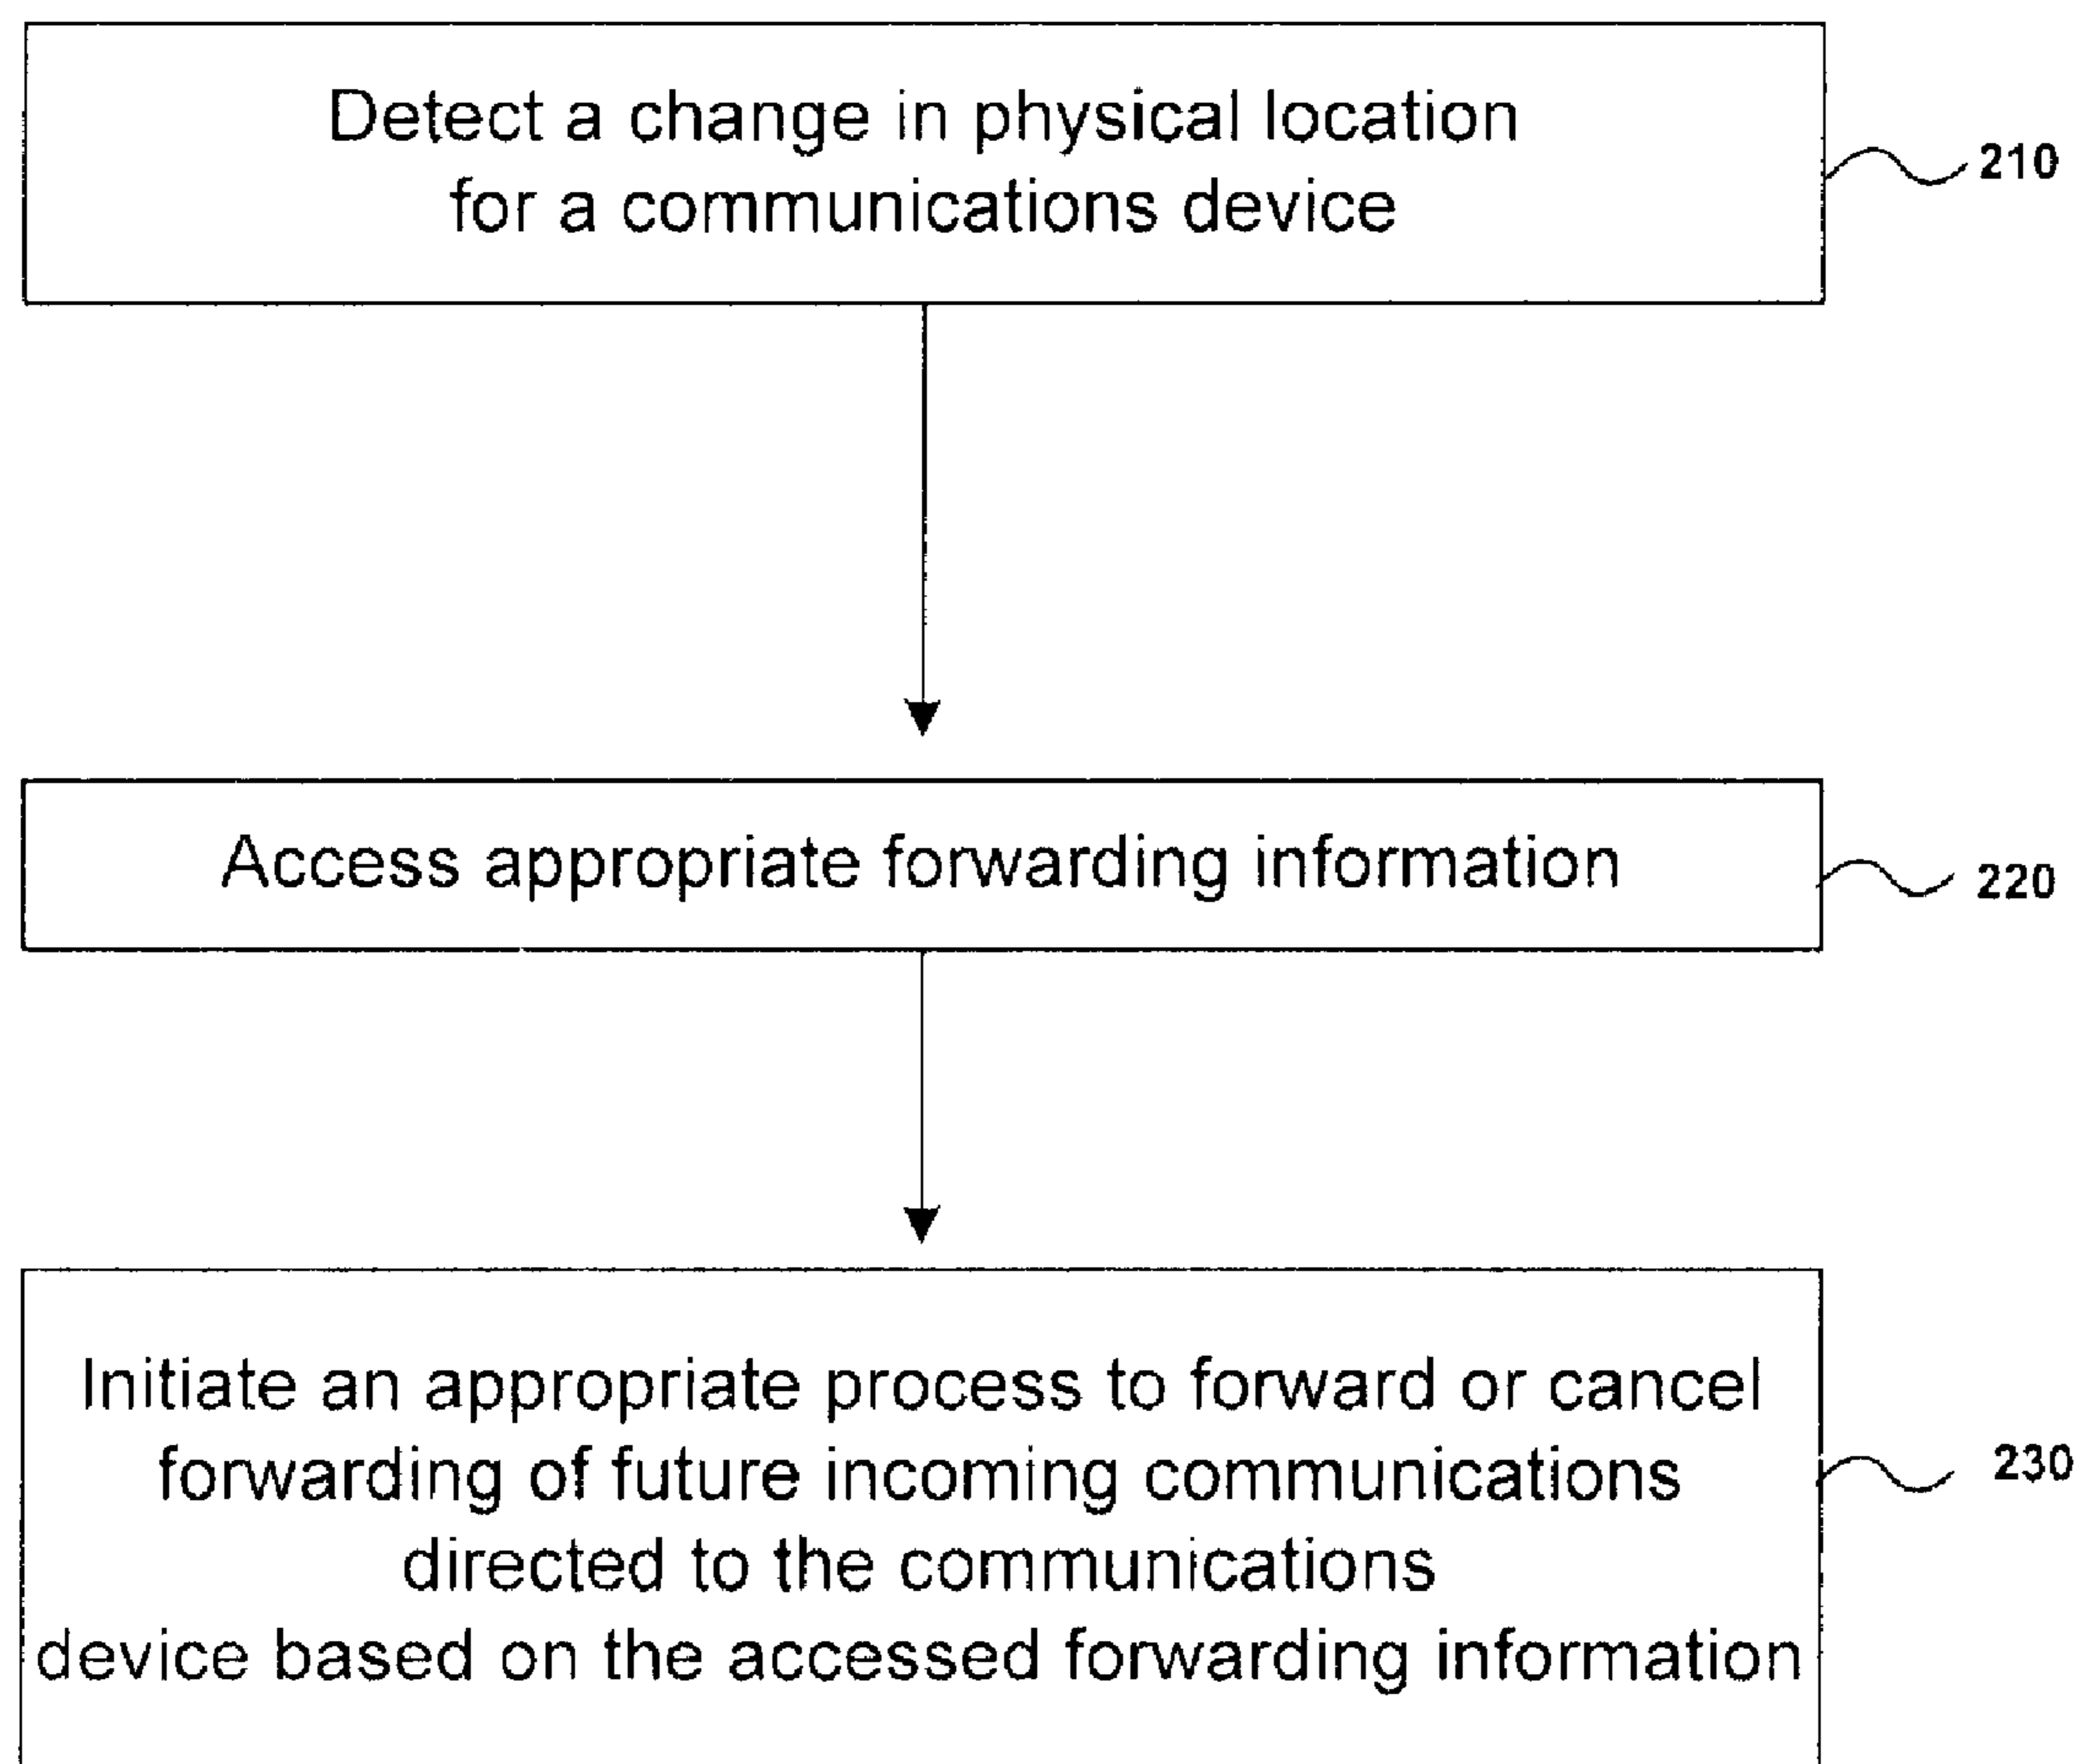 Detect a change in physical location
for a communications device
210
Access appropriate forwarding information
220
Initiate an appropriate process to forward or cancel
forwarding of future incoming communications
directed to the communications
device based on the accessed forwarding information
230